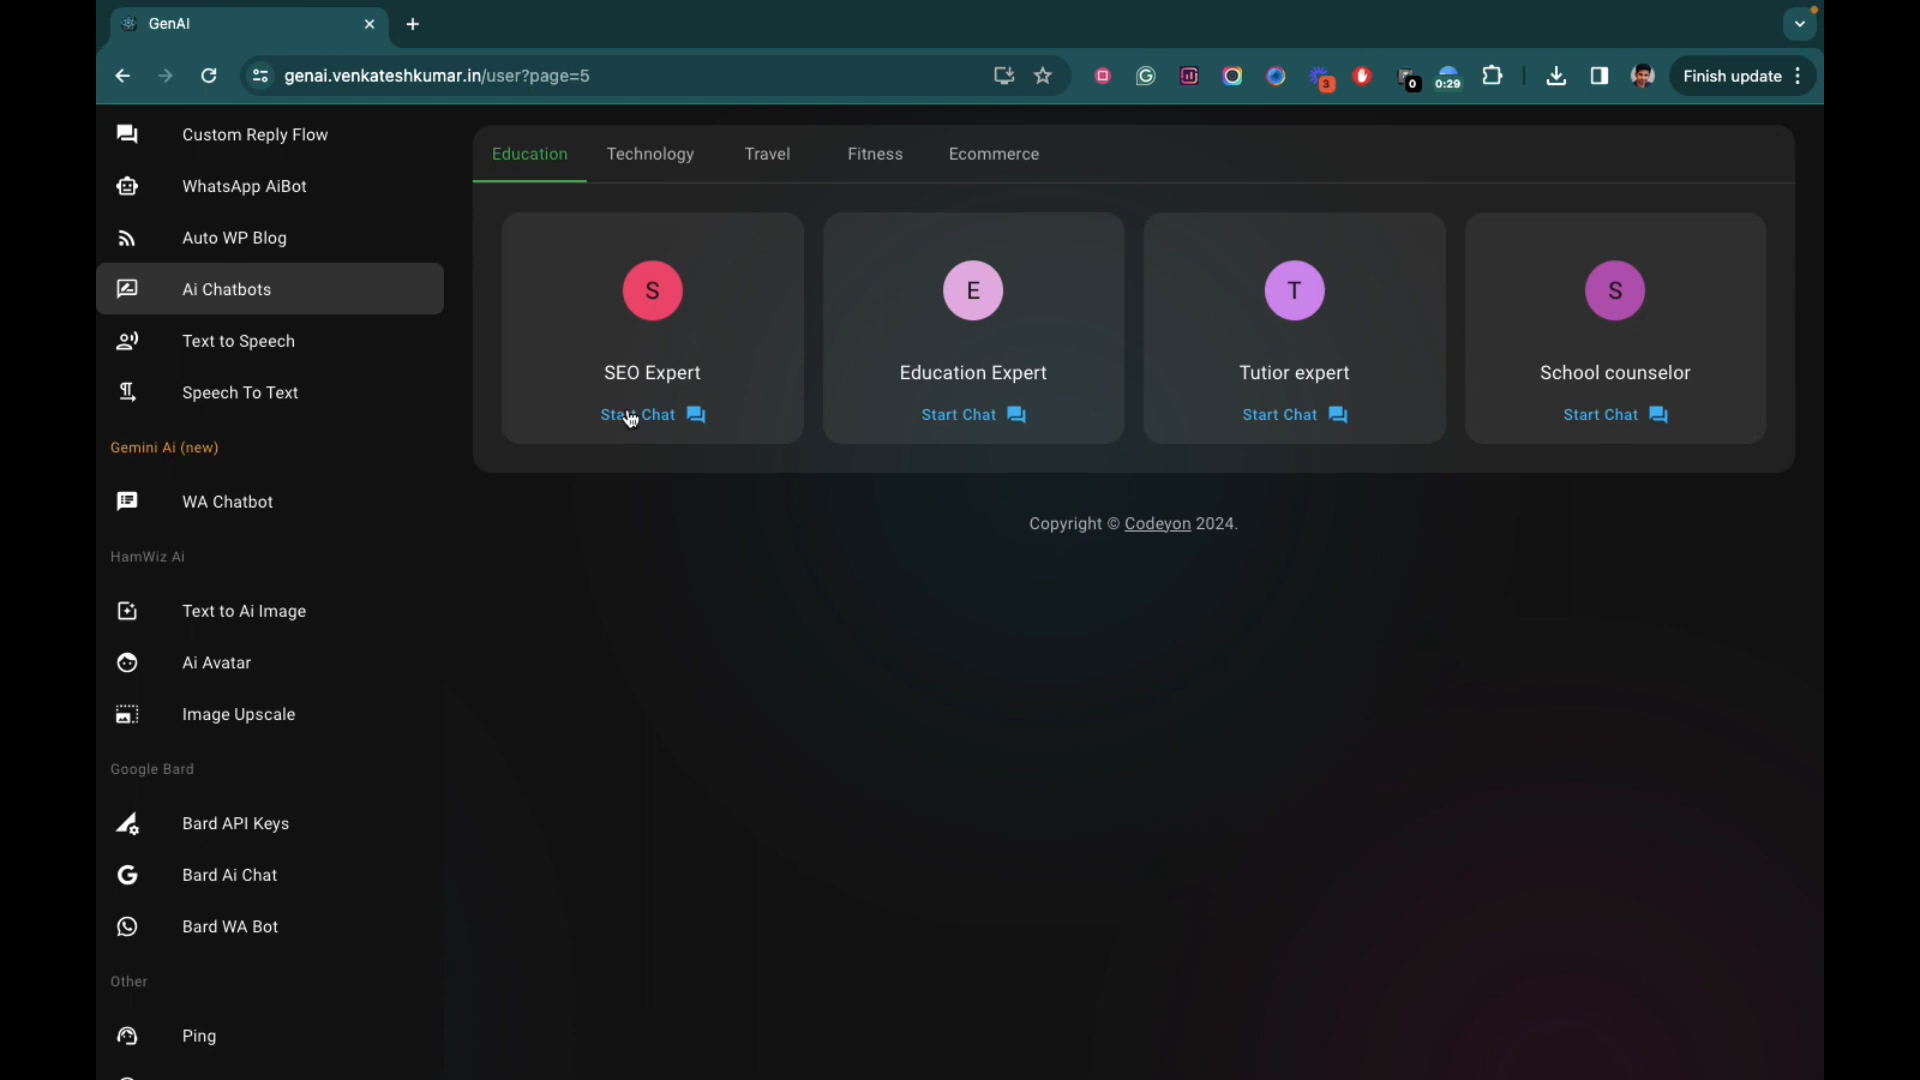 GenAI
genai.venkateshkumar.in/user?page=5
3
0
0:29
Finish update
Custom Reply Flow
WhatsApp AiBot
Auto WP Blog
Ai Chatbots
Text to Speech
Speech To Text
Gemini Ai (new)
WA Chatbot
HamWiz Ai
Text to Ai Image
Ai Avatar
Image Upscale
Google Bard
Bard API Keys
Bard Ai Chat
Bard WA Bot
Other
Ping
Education Technology Travel Fitness Ecommerce
S
SEO Expert
Start Chat
E
Education Expert
Start Chat
T
Tutior expert
Start Chat
S
School counselor
Start Chat
Copyright © Codeyon 2024.